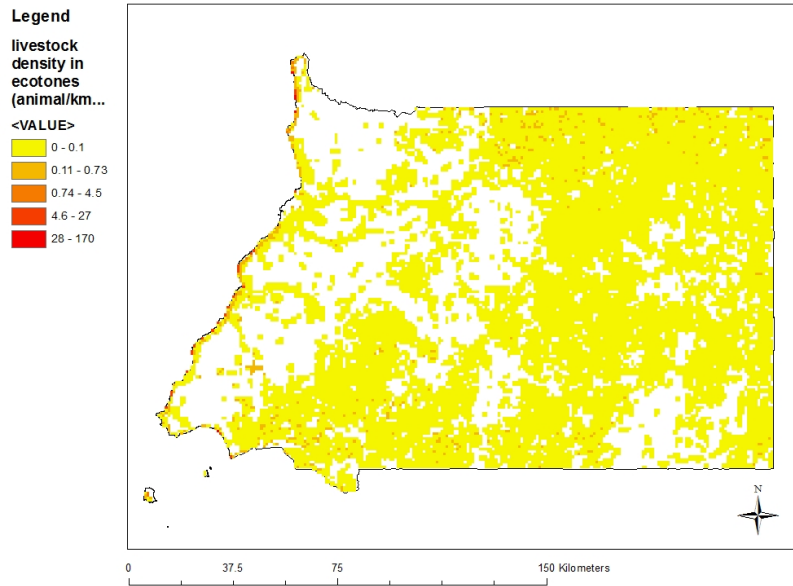 Legend
livestock
density in
ecotones
(animal/km...
<VALUE>
0 - 0.1
0.11 - 0.73
0.74 - 4.5
4.6 - 27
28 - 170
N
0 37.5 75 150 Kilometers